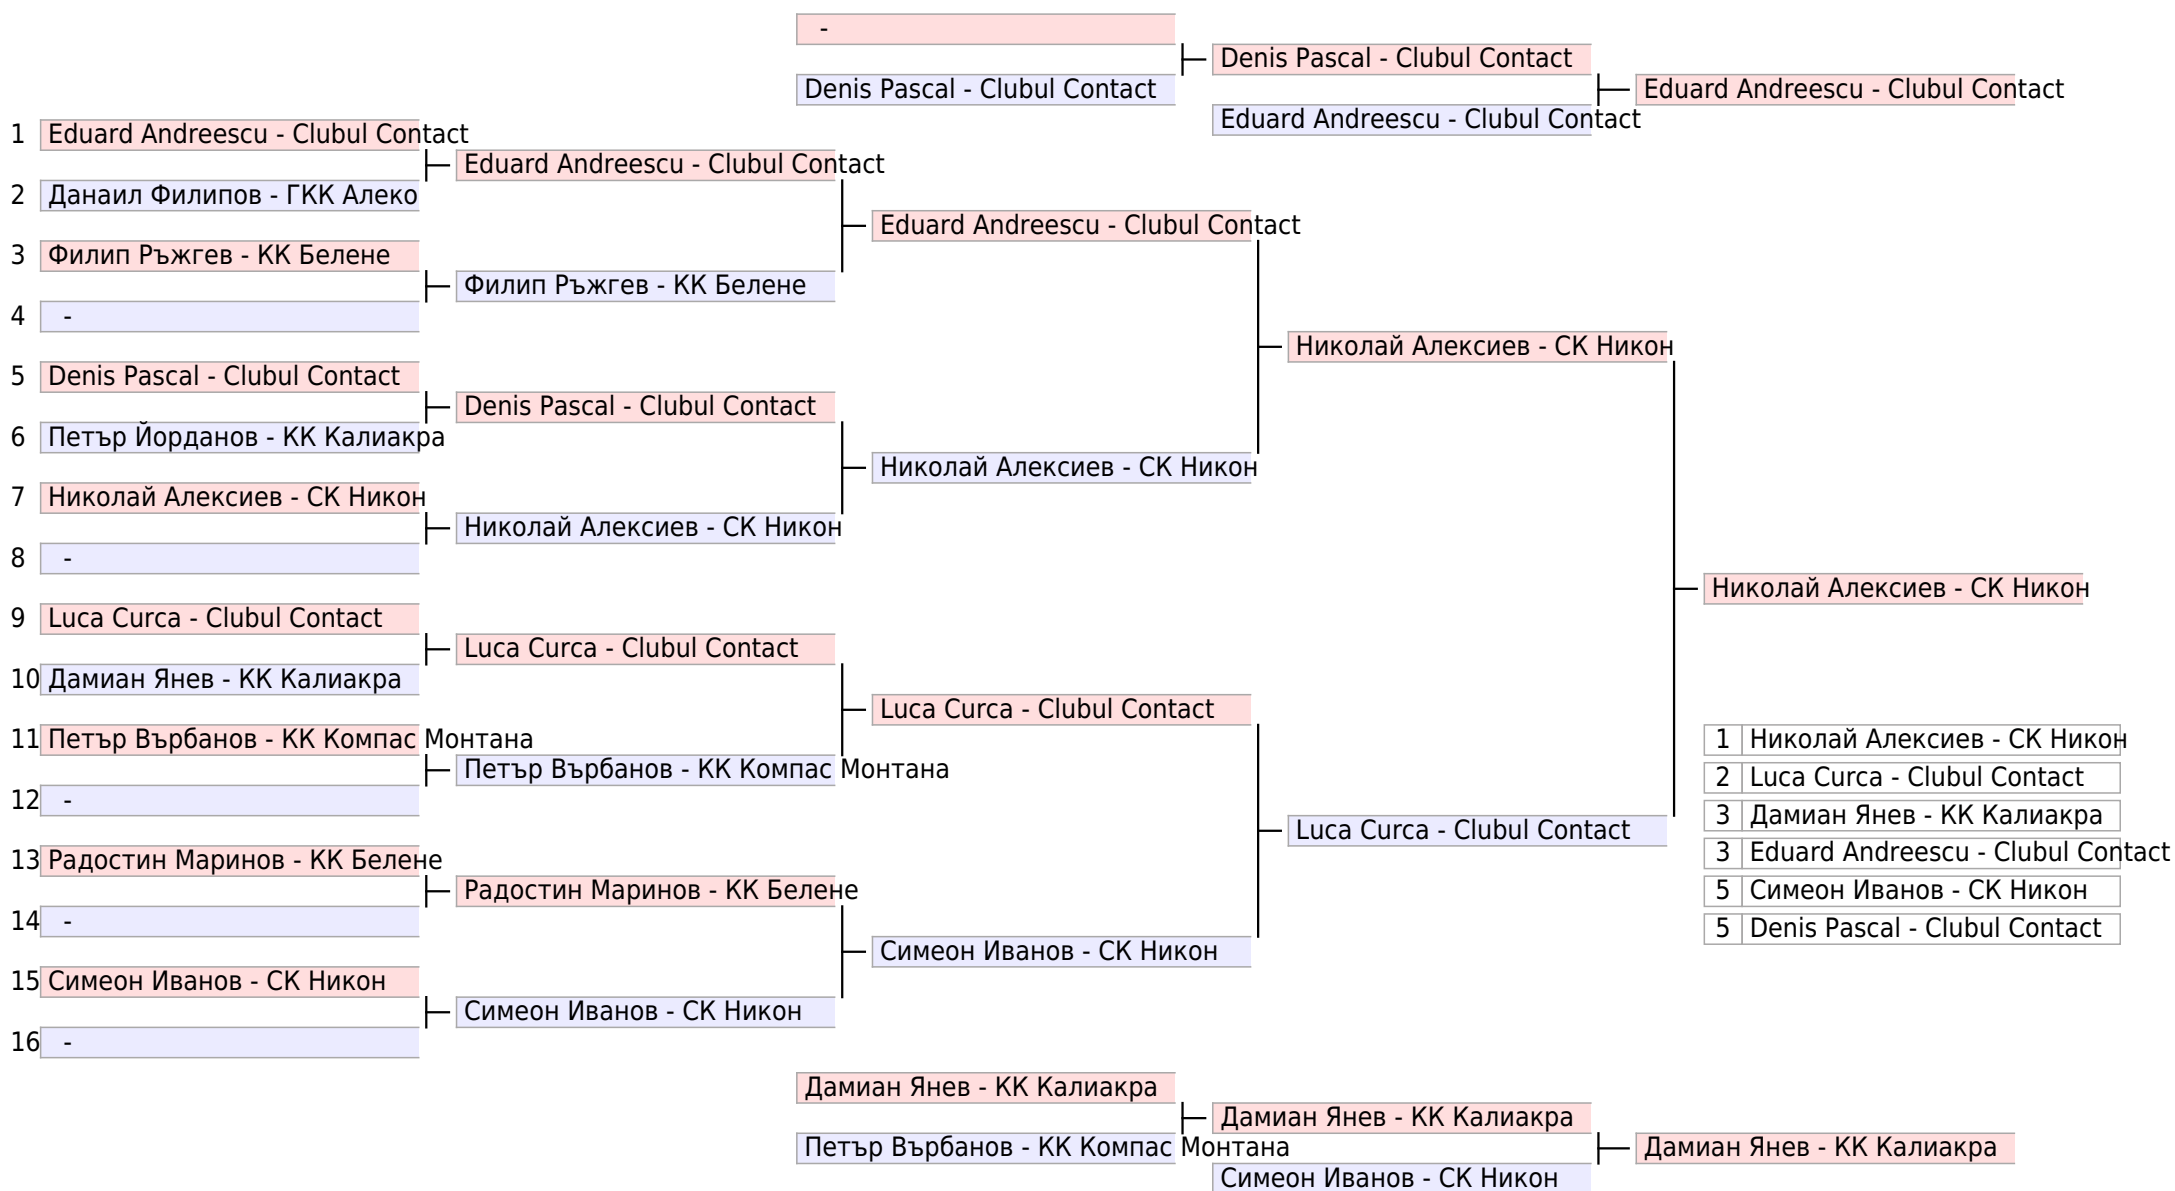 -
Denis Pascal - Clubul Contact
Denis Pascal - Clubul Contact
Eduard Andreescu - Clubul Contact
Eduard Andreescu - Clubul Contact
1 Eduard Andreescu - Clubul Contact
Eduard Andreescu - Clubul Contact
2 Данаил Филипов - ГКК Алеко
Eduard Andreescu - Clubul Contact
3 Филип Ръжгев - КК Белене
Филип Ръжгев - КК Белене
4 -
Николай Алексиев - СК Никон
5 Denis Pascal - Clubul Contact
Denis Pascal - Clubul Contact
6 Петър Йорданов - КК Калиакра
Николай Алексиев - СК Никон
7 Николай Алексиев - СК Никон
Николай Алексиев - СК Никон
8 -
Николай Алексиев - СК Никон
9 Luca Curca - Clubul Contact
Luca Curca - Clubul Contact
10 Дамиан Янев - КК Калиакра
Luca Curca - Clubul Contact
11 Петър Върбанов - КК Компас Монтана
Петър Върбанов - КК Компас Монтана
12 -
Luca Curca - Clubul Contact
13 Радостин Маринов - КК Белене
Радостин Маринов - КК Белене
14 -
Симеон Иванов - СК Никон
15 Симеон Иванов - СК Никон
Симеон Иванов - СК Никон
16 -
1 Николай Алексиев - СК Никон
2 Luca Curca - Clubul Contact
3 Дамиан Янев - КК Калиакра
3 Eduard Andreescu - Clubul Contact
5 Симеон Иванов - СК Никон
5 Denis Pascal - Clubul Contact
Дамиан Янев - КК Калиакра
Дамиан Янев - КК Калиакра
Петър Върбанов - КК Компас Монтана
Дамиан Янев - КК Калиакра
Симеон Иванов - СК Никон